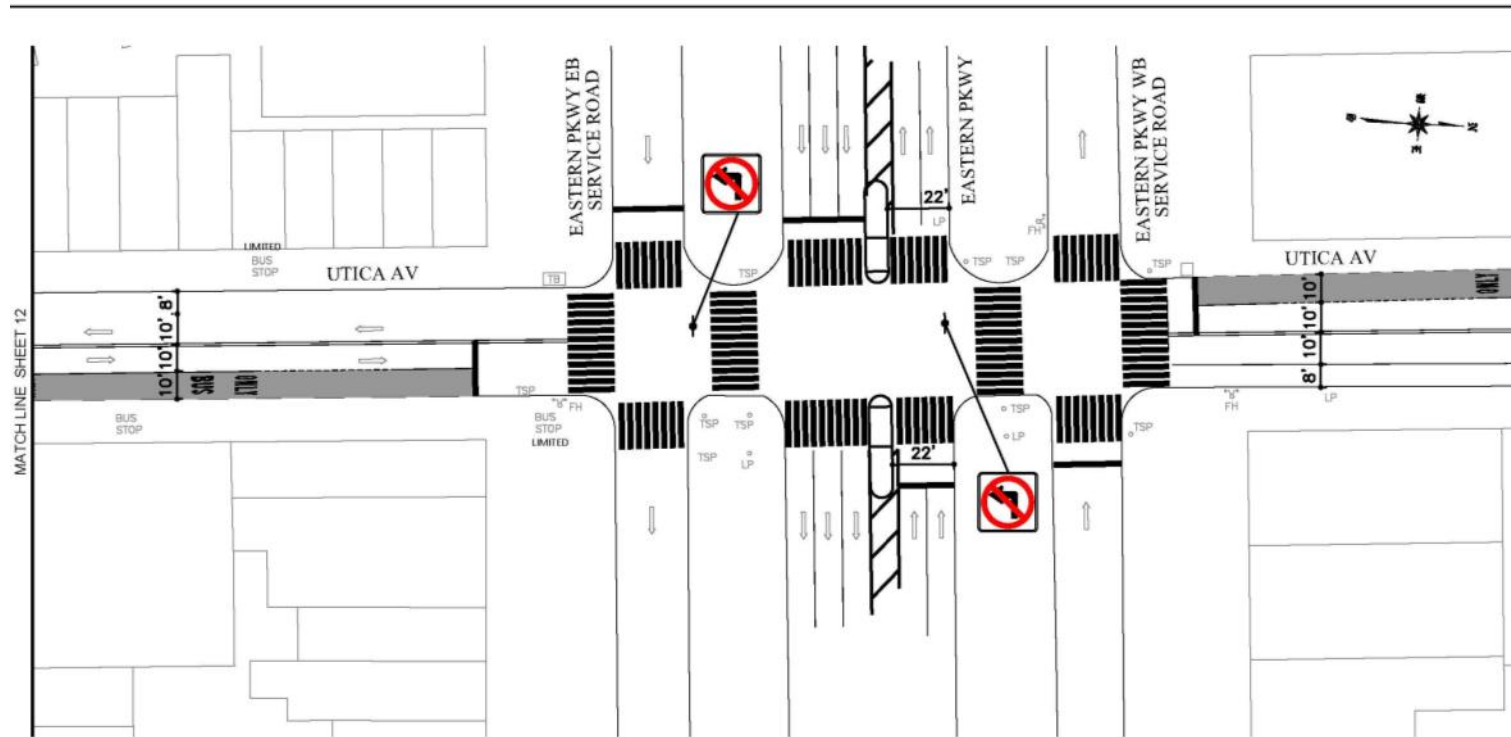 EASTERN PKWY EB
SERVICE ROAD
EASTERN PKWY
EASTERN PKWY WB
SERVICE ROAD
22'
LP
FH
LIMITED
BUS
STOP
UTICA AV
TB
TSP
TSP
TSP
TSP
UTICA AV
ONLY
MATCH LINE SHEET 12
8'
10'
10'
10'
10'
10'
10'
8'
BUS
ONLY
BUS
STOP
TSP
FH
BUS
STOP
LIMITED
TSP
TSP
TSP
LP
TSP
LP
TSP
FH
LP
22'